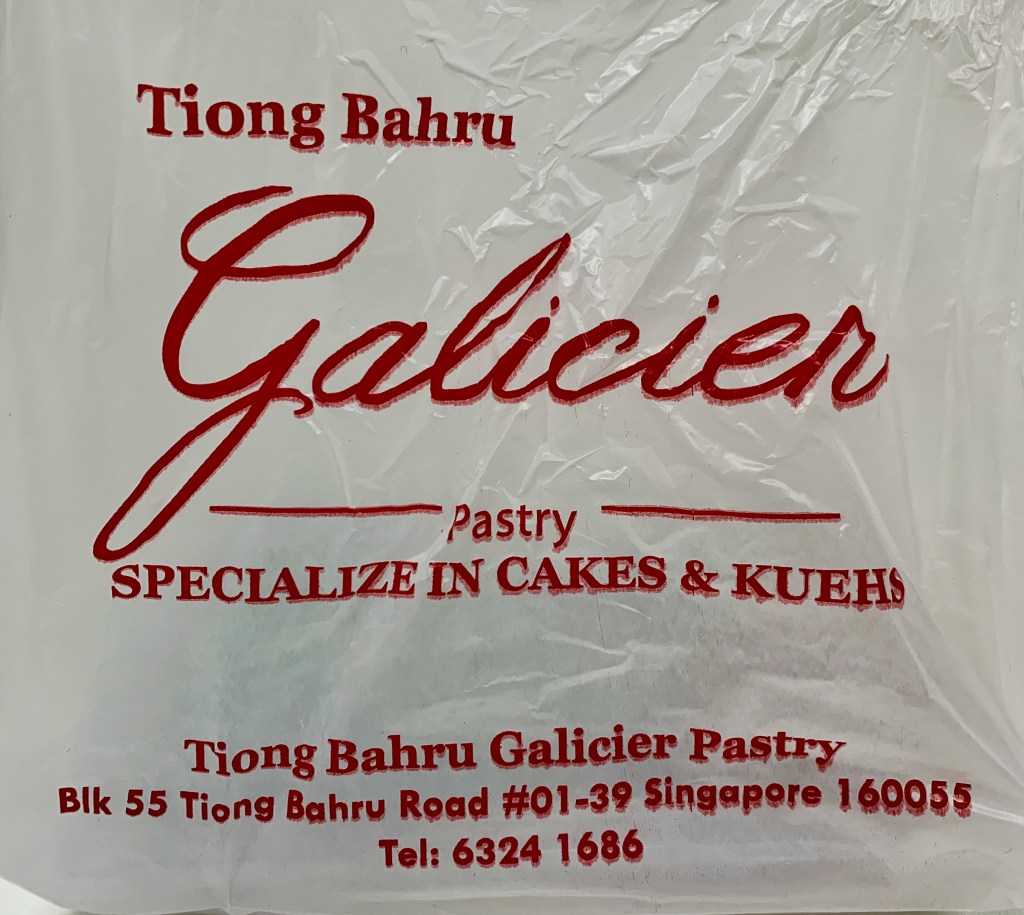 Tiong Bahru
Galicier
Pastry
SPECIALIZE IN CAKES & KUEHS
Tiong Bahru Galicier Pastry
Blk 55 Tiong Bahru Road #01-39 Singapore 160055
Tel: 6324 1686